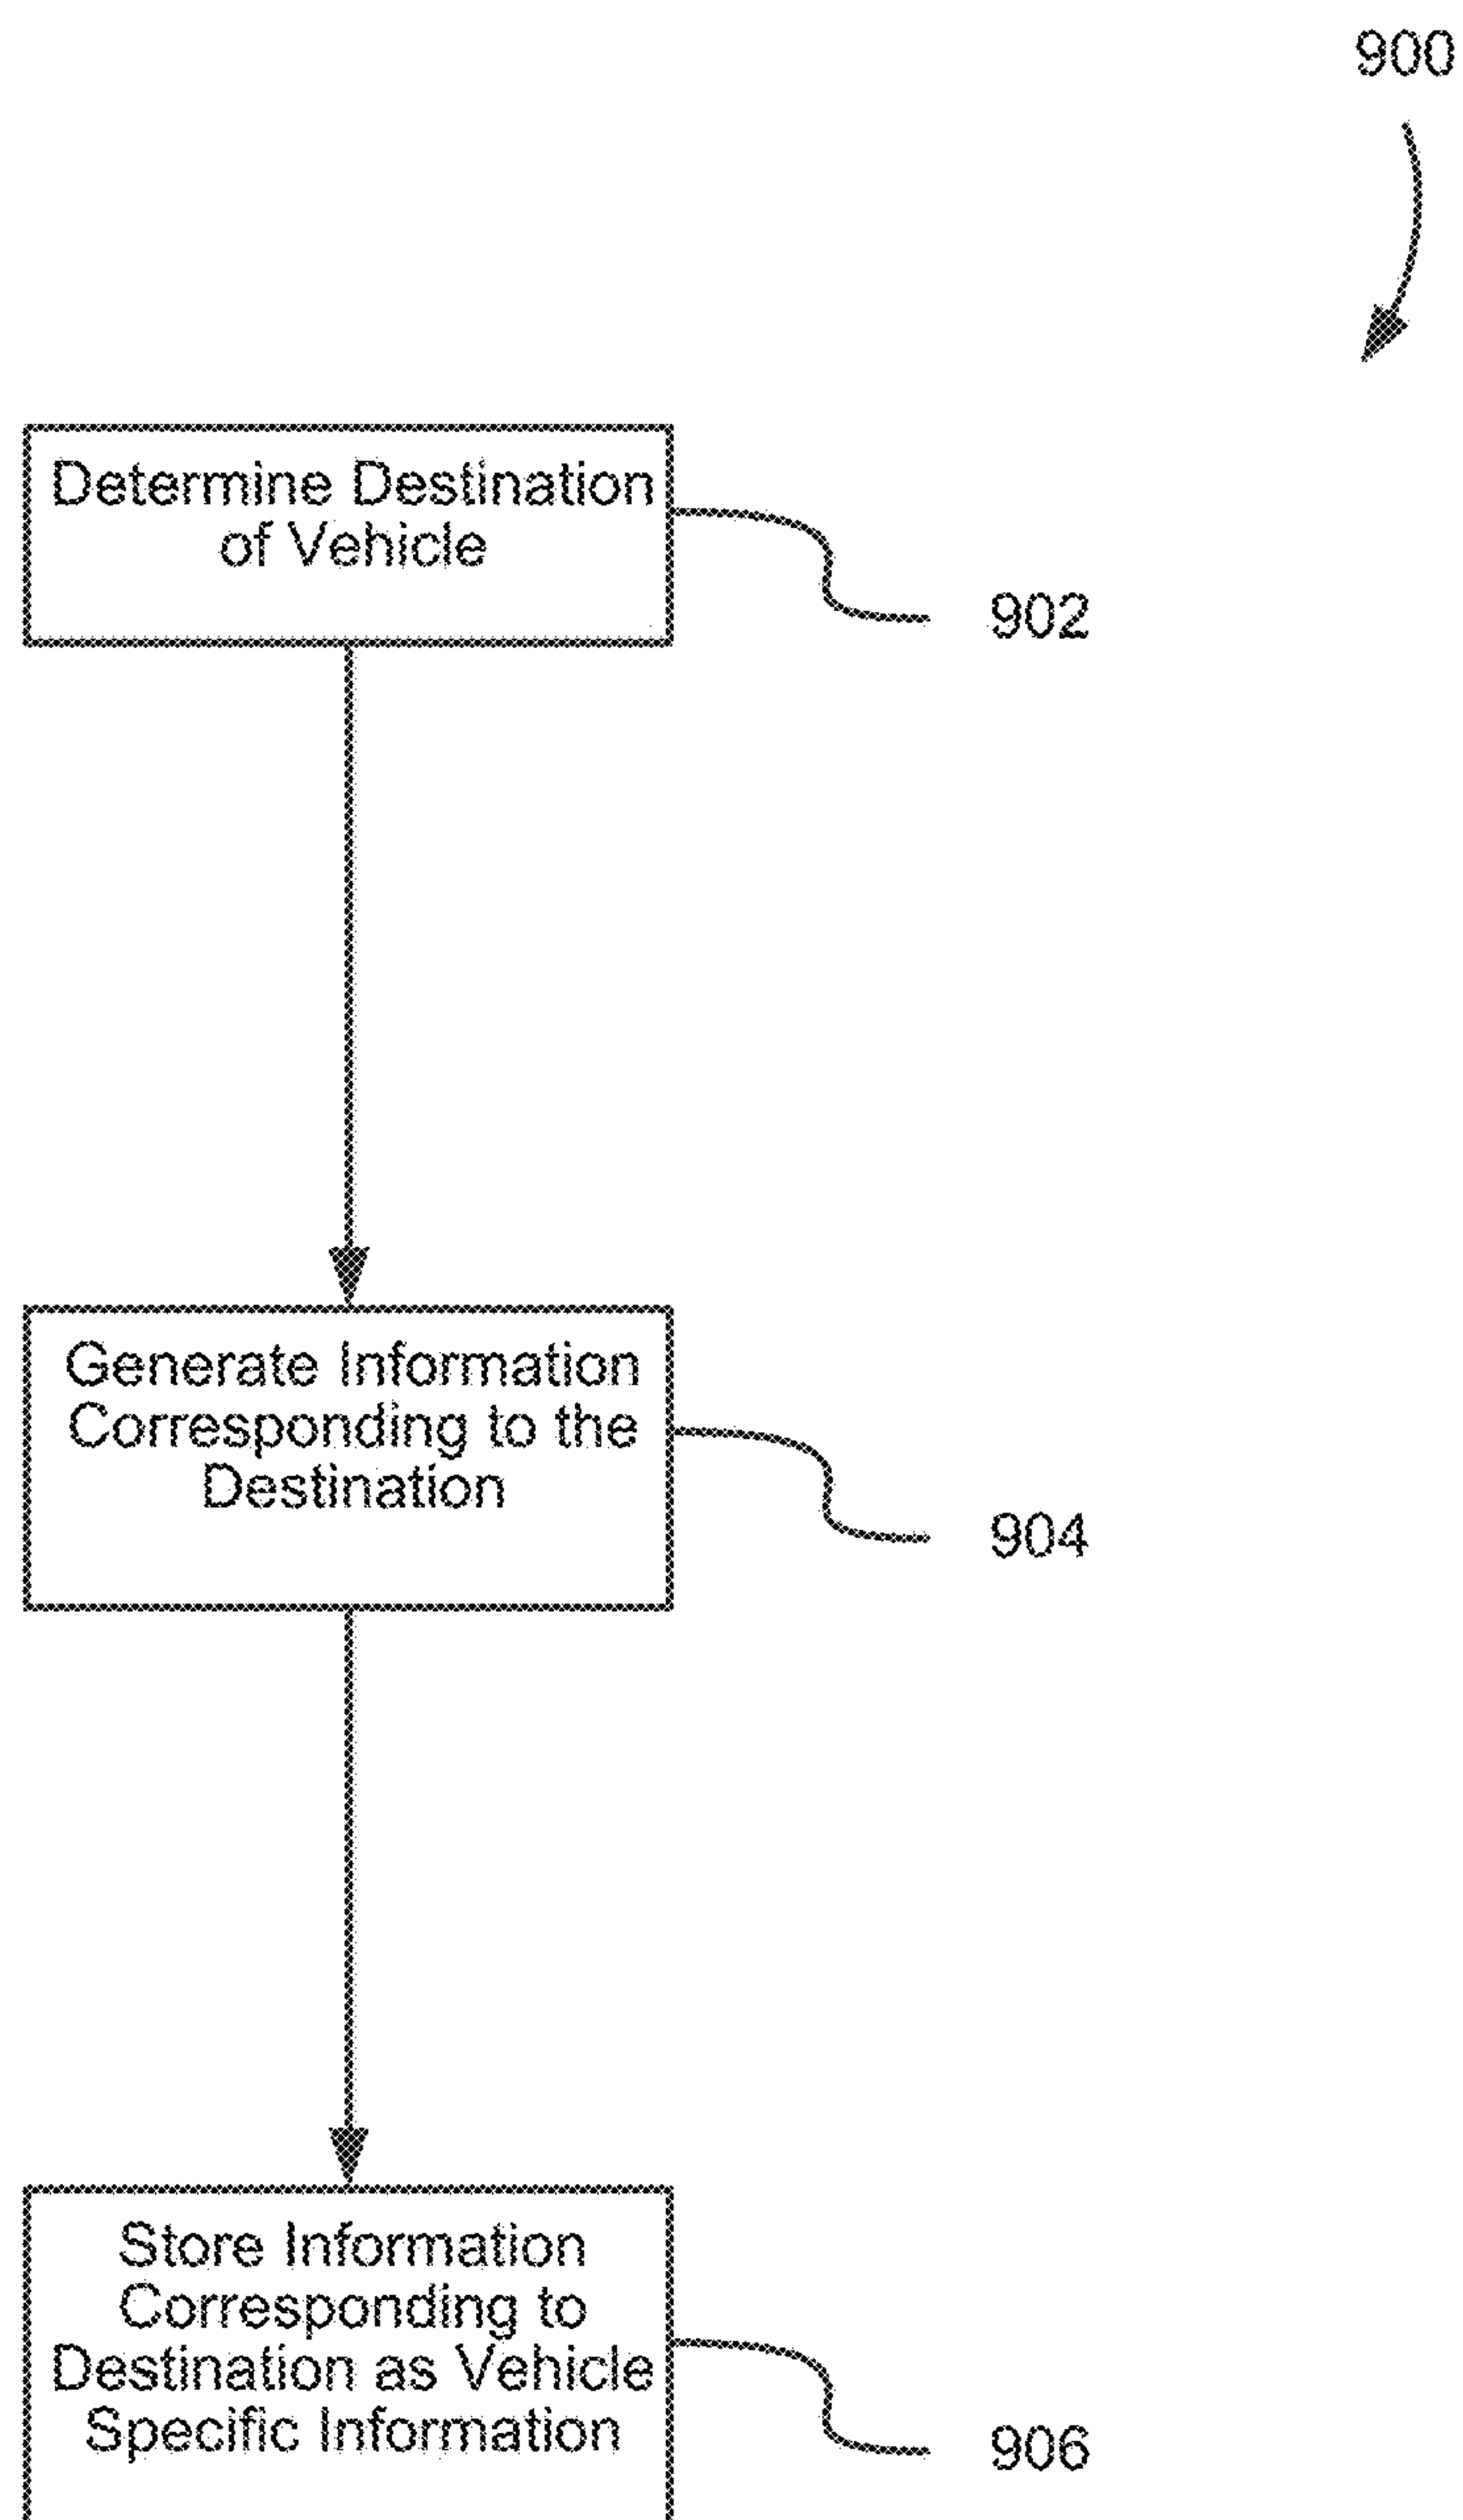 900
Determine Destination
of Vehicle
902
Generate Information
Corresponding to the
Destination
904
Store Information
Corresponding to
Destination as Vehicle
Specific Information
906